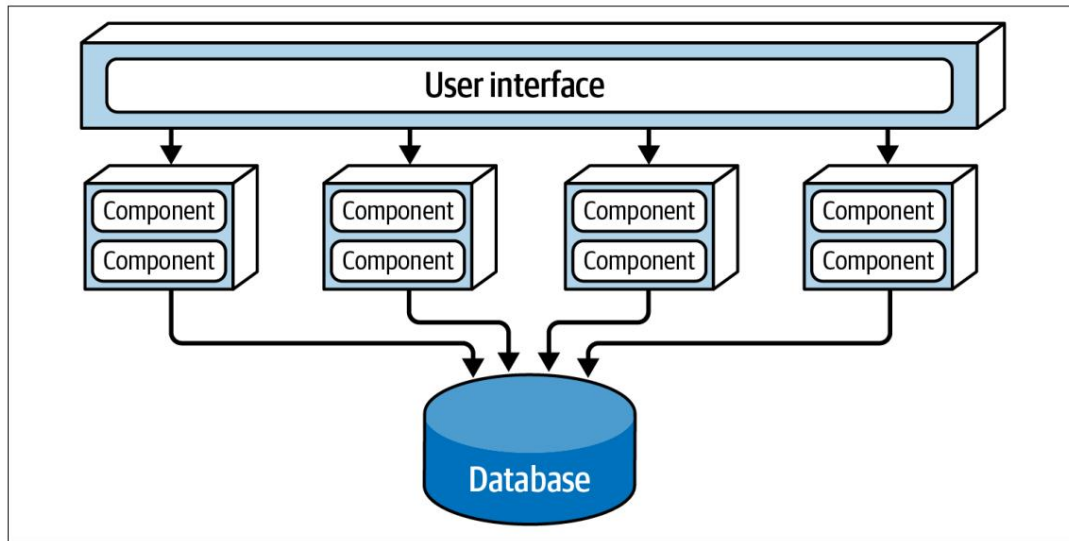 User interface
Component
Component
Component
Component
Component
Component
Component
Component
Database